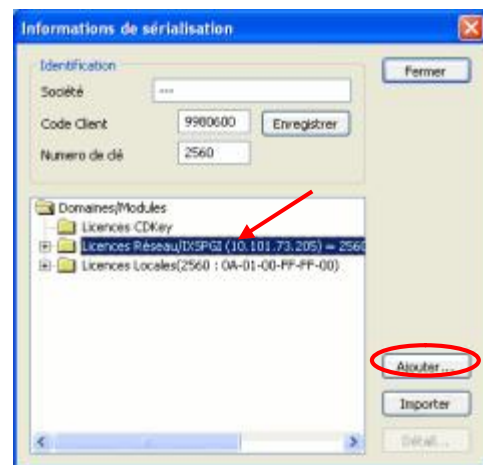 Informations de sérialisation
Identification
Fermer
Société
---
Code Client
9980600
Enregistrer
Numero de clé
2560
Domaines/Modules
Licences CDKey
Licences Réseau/IXSPGI (10.101.73.205) = 2560
Licences Locales(2560 : 0A-01-00-FF-FF-00)
Ajouter...
Importer
Détail...